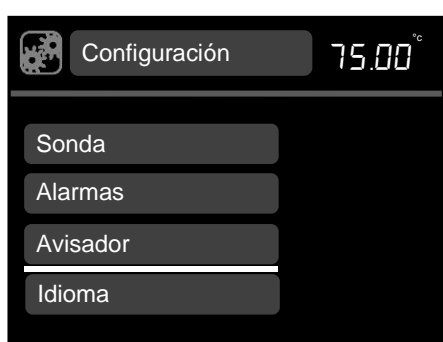 Configuración 75.00 °c
Sonda
Alarmas
Avisador
Idioma